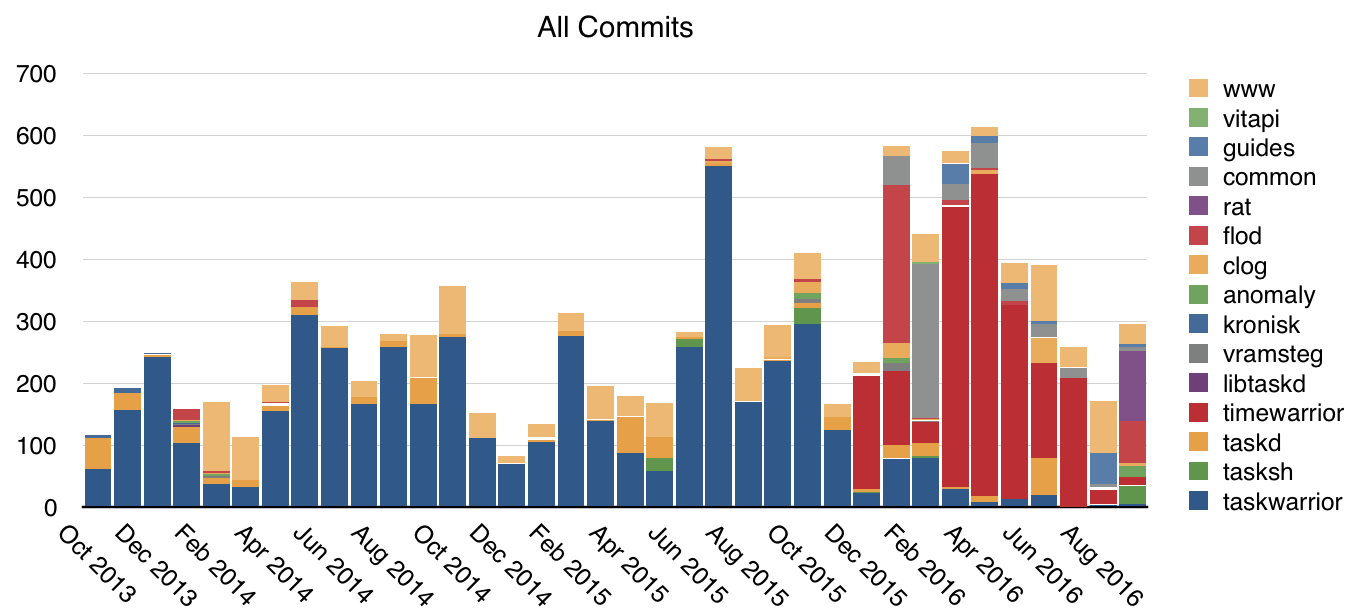 All Commits
700
600
500
400
300
200
100
0
Oct 2013
Dec 2013
Feb 2014
Apr 2014
Jun 2014
Aug 2014
Oct 2014
Dec 2014
Feb 2015
Apr 2015
Jun 2015
Aug 2015
Oct 2015
Dec 2015
Feb 2016
Apr 2016
Jun 2016
Aug 2016
www
vitapi
guides
common
rat
flod
clog
anomaly
kronisk
vramsteg
libtaskd
timewarrior
taskd
tasksh
taskwarrior